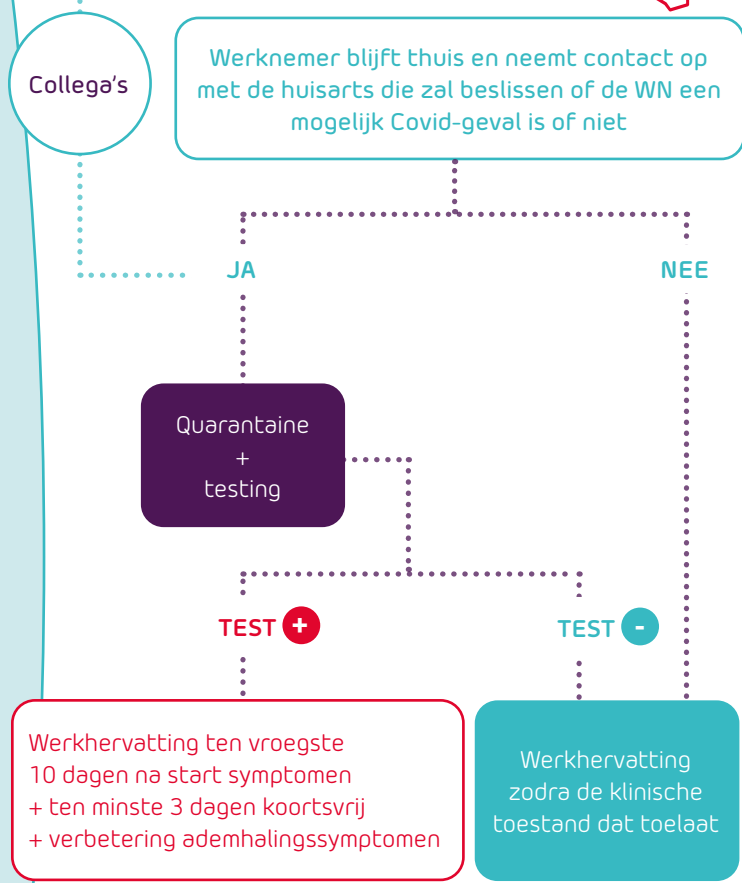 Collega's
Werknemer blijft thuis en neemt contact op
met de huisarts die zal beslissen of de WN een
mogelijk Covid-geval is of niet
JA
NEE
Quarantaine
+
testing
TEST +
TEST -
Werkhervatting ten vroegste
10 dagen na start symptomen
+ ten minste 3 dagen koortsvrij
+ verbetering ademhalingssymptomen
Werkhervatting
zodra de klinische
toestand dat toelaat